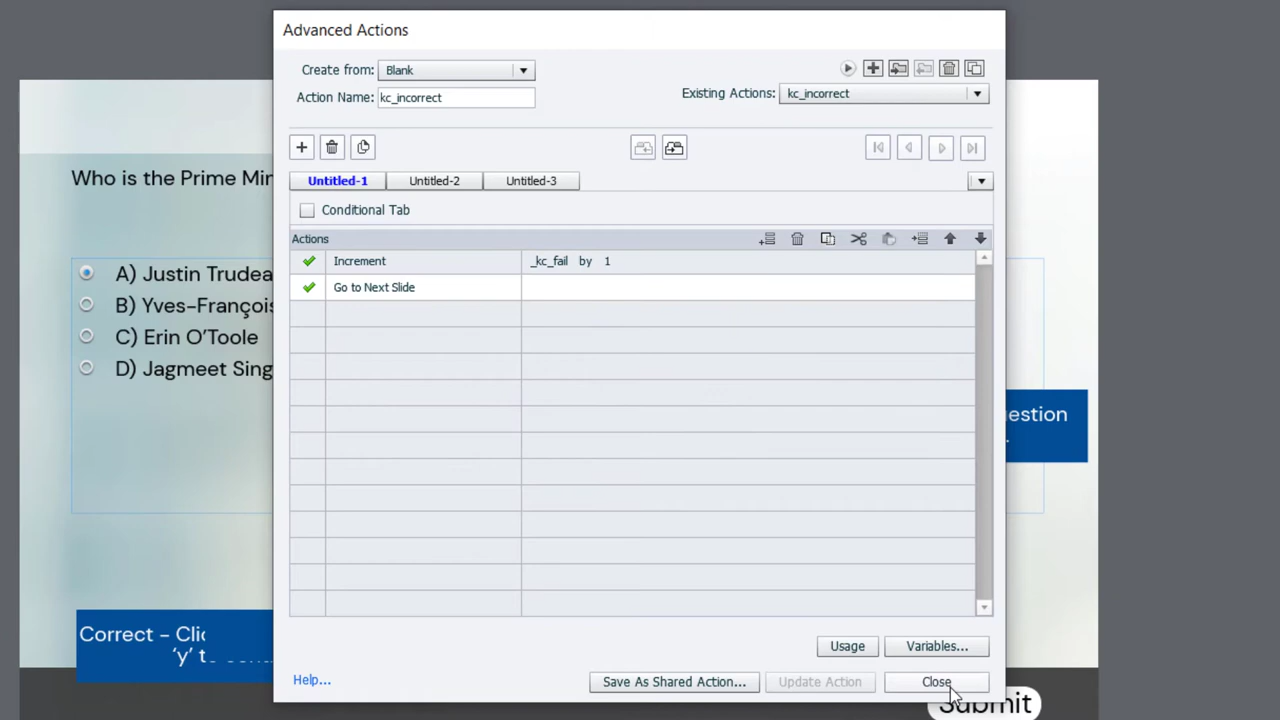 Advanced Actions
Create from: Blank
Action Name: kc_incorrect
Existing Actions: kc_incorrect
Untitled-1 Untitled-2 Untitled-3
Conditional Tab
Actions
Increment _kc_fail by 1
Go to Next Slide
Usage Variables...
Help... Save As Shared Action... Update Action Close
Who is the Prime Min
A) Justin Trudea
B) Yves-François
C) Erin O'Toole
D) Jagmeet Sing
estion
Correct - Clic
'y' to
Submit